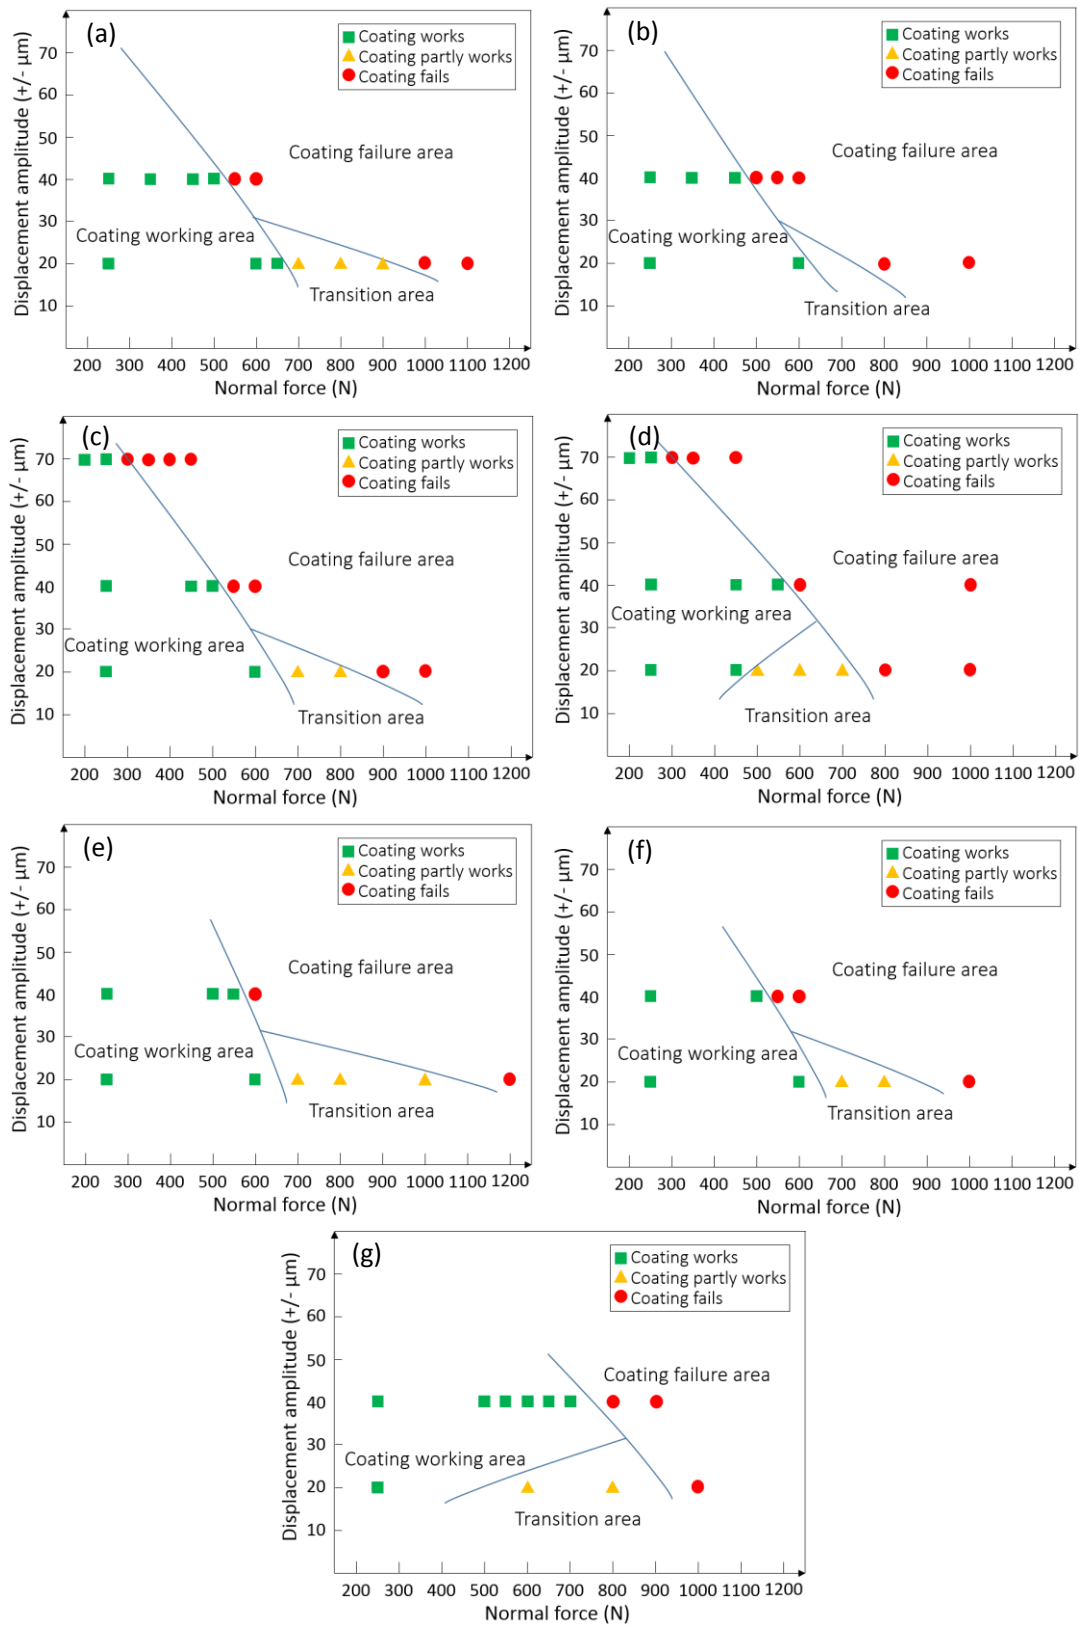 (a)
Coating works
Coating partly works
Coating fails
Displacement amplitude (+/- µm)
70
60
50
40
30
20
10
Coating failure area
Coating working area
Transition area
200 300 400 500 600 700 800 900 1000 1100 1200
Normal force (N)
(b)
Coating works
Coating partly works
Coating fails
Displacement amplitude (+/- µm)
70
60
50
40
30
20
10
Coating failure area
Coating working area
Transition area
200 300 400 500 600 700 800 900 1000 1100 1200
Normal force (N)
(c)
Coating works
Coating partly works
Coating fails
Displacement amplitude (+/- µm)
70
60
50
40
30
20
10
Coating failure area
Coating working area
Transition area
200 300 400 500 600 700 800 900 1000 1100 1200
Normal force (N)
(d)
Coating works
Coating partly works
Coating fails
Displacement amplitude (+/- µm)
70
60
50
40
30
20
10
Coating failure area
Coating working area
Transition area
200 300 400 500 600 700 800 900 1000 1100 1200
Normal force (N)
(e)
Coating works
Coating partly works
Coating fails
Displacement amplitude (+/- µm)
70
60
50
40
30
20
10
Coating failure area
Coating working area
Transition area
200 300 400 500 600 700 800 900 1000 1100 1200
Normal force (N)
(f)
Coating works
Coating partly works
Coating fails
Displacement amplitude (+/- µm)
70
60
50
40
30
20
10
Coating failure area
Coating working area
Transition area
200 300 400 500 600 700 800 900 1000 1100 1200
Normal force (N)
(g)
Coating works
Coating partly works
Coating fails
Displacement amplitude (+/- µm)
70
60
50
40
30
20
10
Coating failure area
Coating working area
Transition area
200 300 400 500 600 700 800 900 1000 1100 1200
Normal force (N)